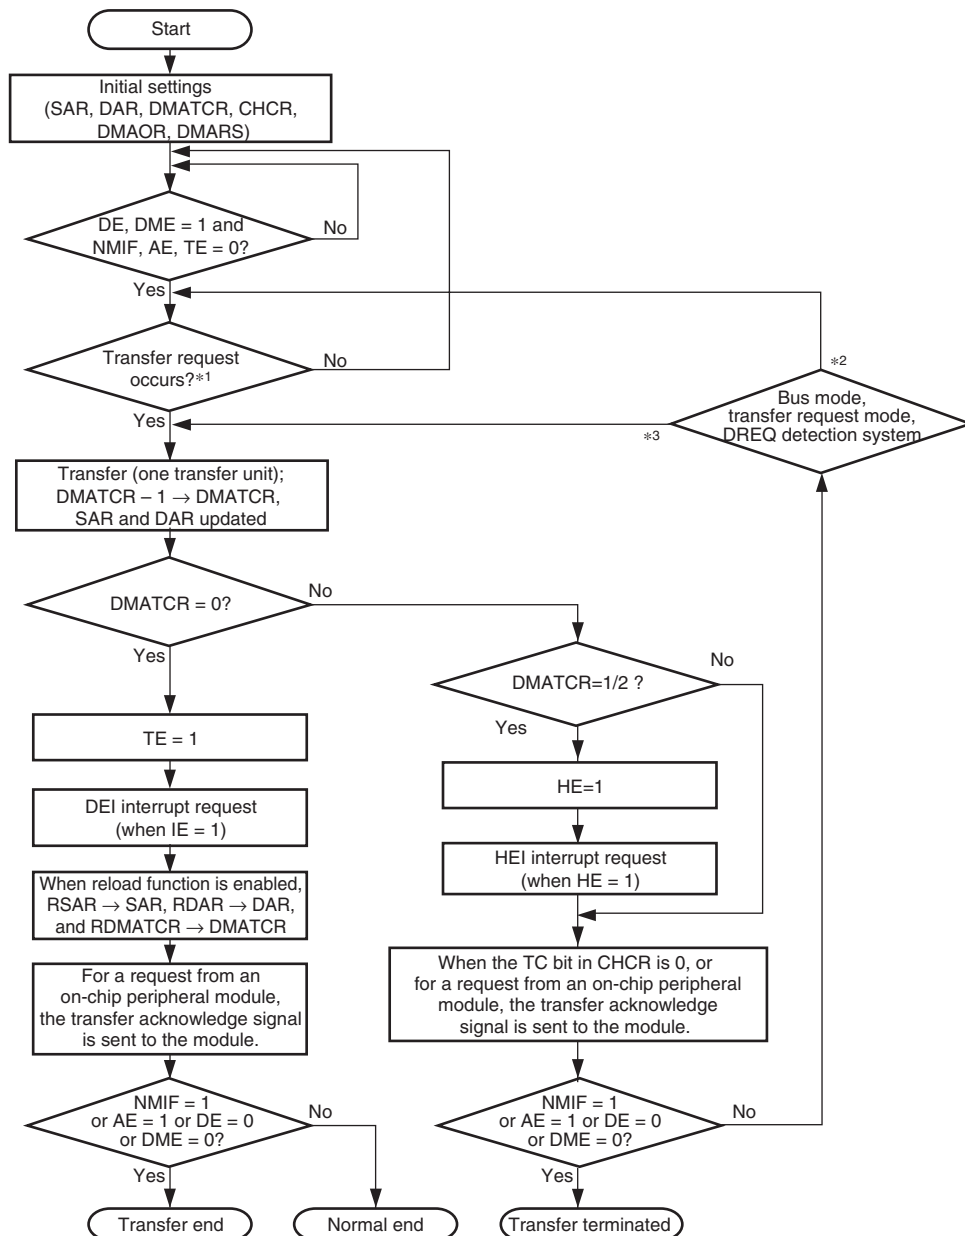 Start
Initial settings
(SAR, DAR, DMATCR, CHCR,
DMAOR, DMARS)
DE, DME = 1 and
NMIF, AE, TE = 0?
No
Yes
Transfer request
occurs?*1
No
Yes
*2
Bus mode,
transfer request mode,
DREQ detection system
*3
Transfer (one transfer unit);
DMATCR – 1 → DMATCR,
SAR and DAR updated
DMATCR = 0?
No
Yes
DMATCR=1/2 ?
No
Yes
TE = 1
HE=1
DEI interrupt request
(when IE = 1)
HEI interrupt request
(when HE = 1)
When reload function is enabled,
RSAR → SAR, RDAR → DAR,
and RDMATCR → DMATCR
For a request from an
on-chip peripheral module,
the transfer acknowledge signal
is sent to the module.
When the TC bit in CHCR is 0, or
for a request from an on-chip peripheral
module, the transfer acknowledge
signal is sent to the module.
NMIF = 1
or AE = 1 or DE = 0
or DME = 0?
No
Yes
NMIF = 1
or AE = 1 or DE = 0
or DME = 0?
No
Yes
Transfer end
Normal end
Transfer terminated